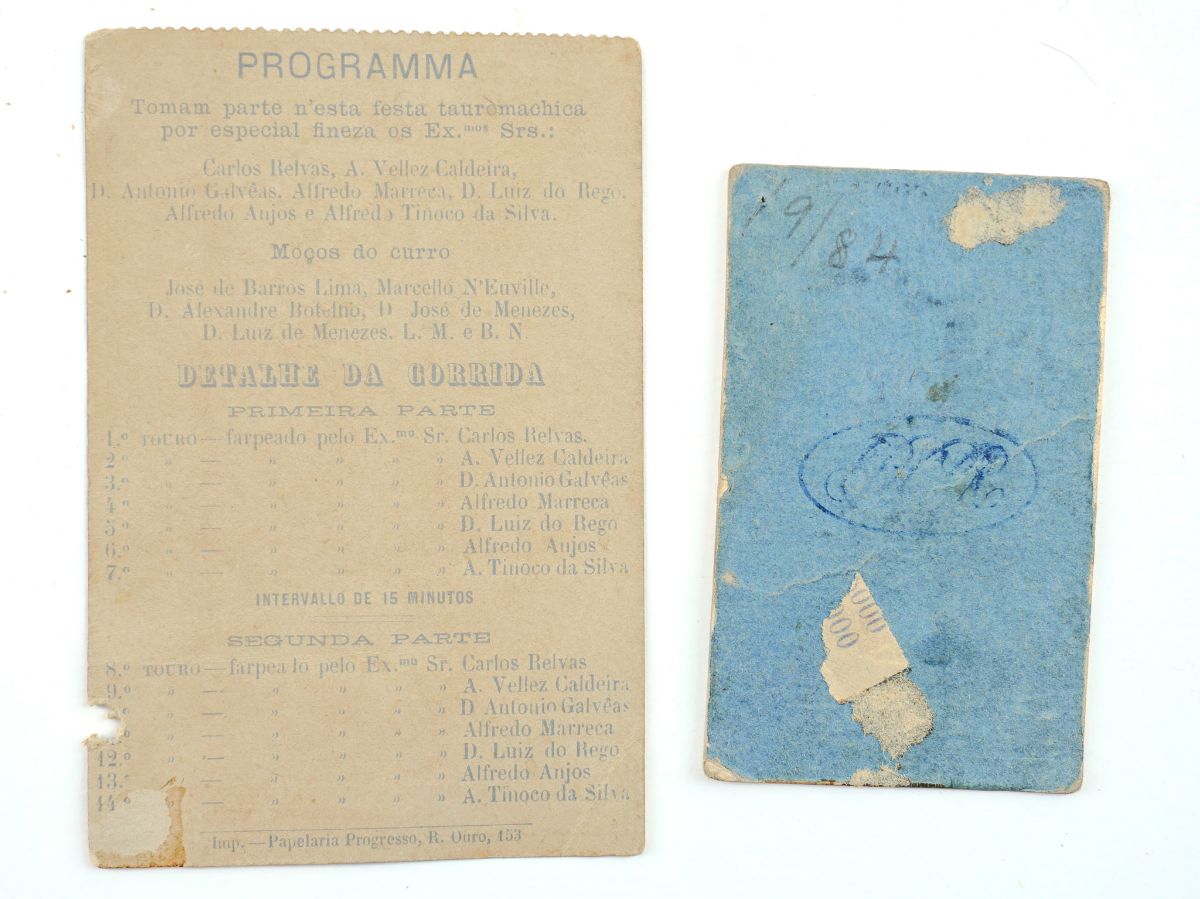 PROGRAMMA
Tomam parte n'esta festa tauromachica
por especial fineza os Ex.mos Srs.:
Carlos Relvas, A. Vellez Caldeira,
D. Antonio Galvêas, Alfredo Marreca, D. Luiz do Rego,
Alfredo Anjos e Alfredo Tinoco da Silva.
Moços do curro
José de Barros Lima, Marcello N'Euville,
D. Alexandre Botelho, D. José de Menezes,
D. Luiz de Menezes, L. M. e B. N.
DETALHE DA CORRIDA
PRIMEIRA PARTE
1.º TOURO — farpeado pelo Ex.mo Sr. Carlos Relvas.
2.º „ — „ „ „ „ A. Vellez Caldeira
3.º „ — „ „ „ „ D. Antonio Galvêas
4.º „ — „ „ „ „ Alfredo Marreca
5.º „ — „ „ „ „ D. Luiz do Rego
6.º „ — „ „ „ „ Alfredo Anjos
7.º „ — „ „ „ „ A. Tinoco da Silva
INTERVALLO DE 15 MINUTOS
SEGUNDA PARTE
8.º TOURO — farpea lo pelo Ex.mo Sr. Carlos Relvas
9.º „ — „ „ „ „ A. Vellez Caldeira
„ — „ „ „ „ D Antonio Galvêas
„ — „ „ „ „ Alfredo Marreca
12.º „ — „ „ „ „ D. Luiz do Rego
13.º „ — „ „ „ „ Alfredo Anjos
14.º „ — „ „ „ „ A. Tinoco da Silva
Imp. — Papelaria Progresso, R. Ouro, 153
19/84
000
000